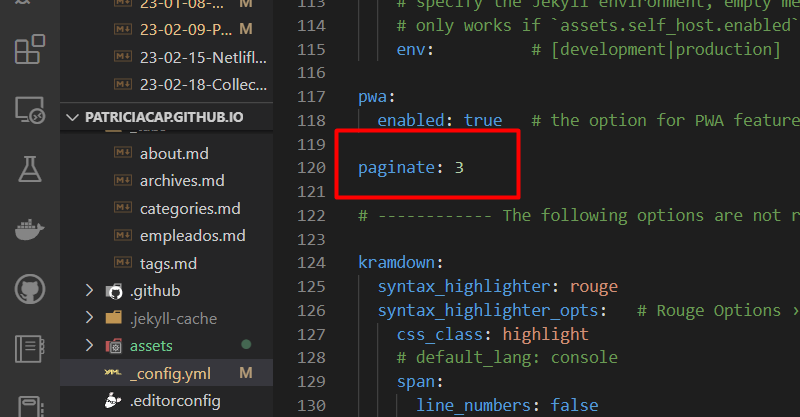 23-01-08-...
23-02-09-P... M
23-02-15-Netlifl...
23-02-18-Collec...
PATRICIACAP.GITHUB.IO
about.md
archives.md
categories.md
empleados.md
tags.md
.github
.jekyll-cache
assets
_config.yml M
.editorconfig
113 # specify the Jekyll environment, empty me
114 # only works if `assets.self_host.enabled`
115 env: # [development|production]
116
117 pwa:
118 enabled: true # the option for PWA feature
119
120 paginate: 3
121
122 # ------------ The following options are not r
123
124 kramdown:
125 syntax_highlighter: rouge
126 syntax_highlighter_opts: # Rouge Options ›
127 css_class: highlight
128 # default_lang: console
129 span:
130 line_numbers: false